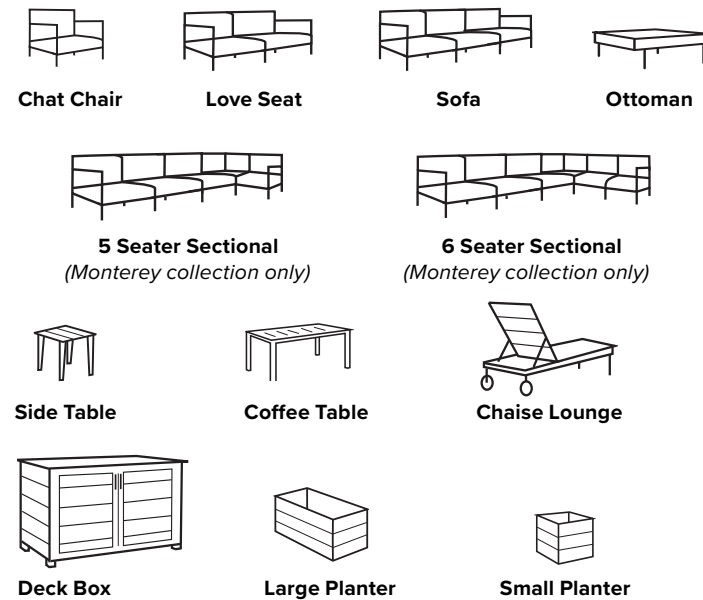 Chat Chair
Love Seat
Sofa
Ottoman
5 Seater Sectional
(Monterey collection only)
6 Seater Sectional
(Monterey collection only)
Side Table
Coffee Table
Chaise Lounge
Deck Box
Large Planter
Small Planter